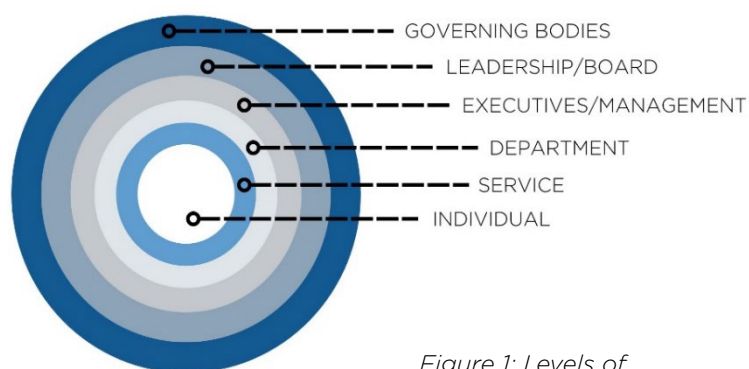 GOVERNING BODIES
LEADERSHIP/BOARD
EXECUTIVES/MANAGEMENT
DEPARTMENT
SERVICE
INDIVIDUAL
Figure 1: Levels of